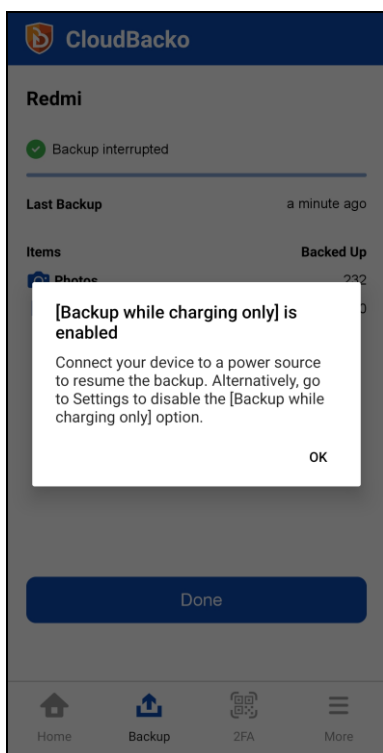 CloudBacko
Redmi
Backup interrupted
Last Backup a minute ago
Items Backed Up
Photos 232
0
[Backup while charging only] is
enabled
Connect your device to a power source
to resume the backup. Alternatively, go
to Settings to disable the [Backup while
charging only] option.
OK
Done
Home Backup 2FA More